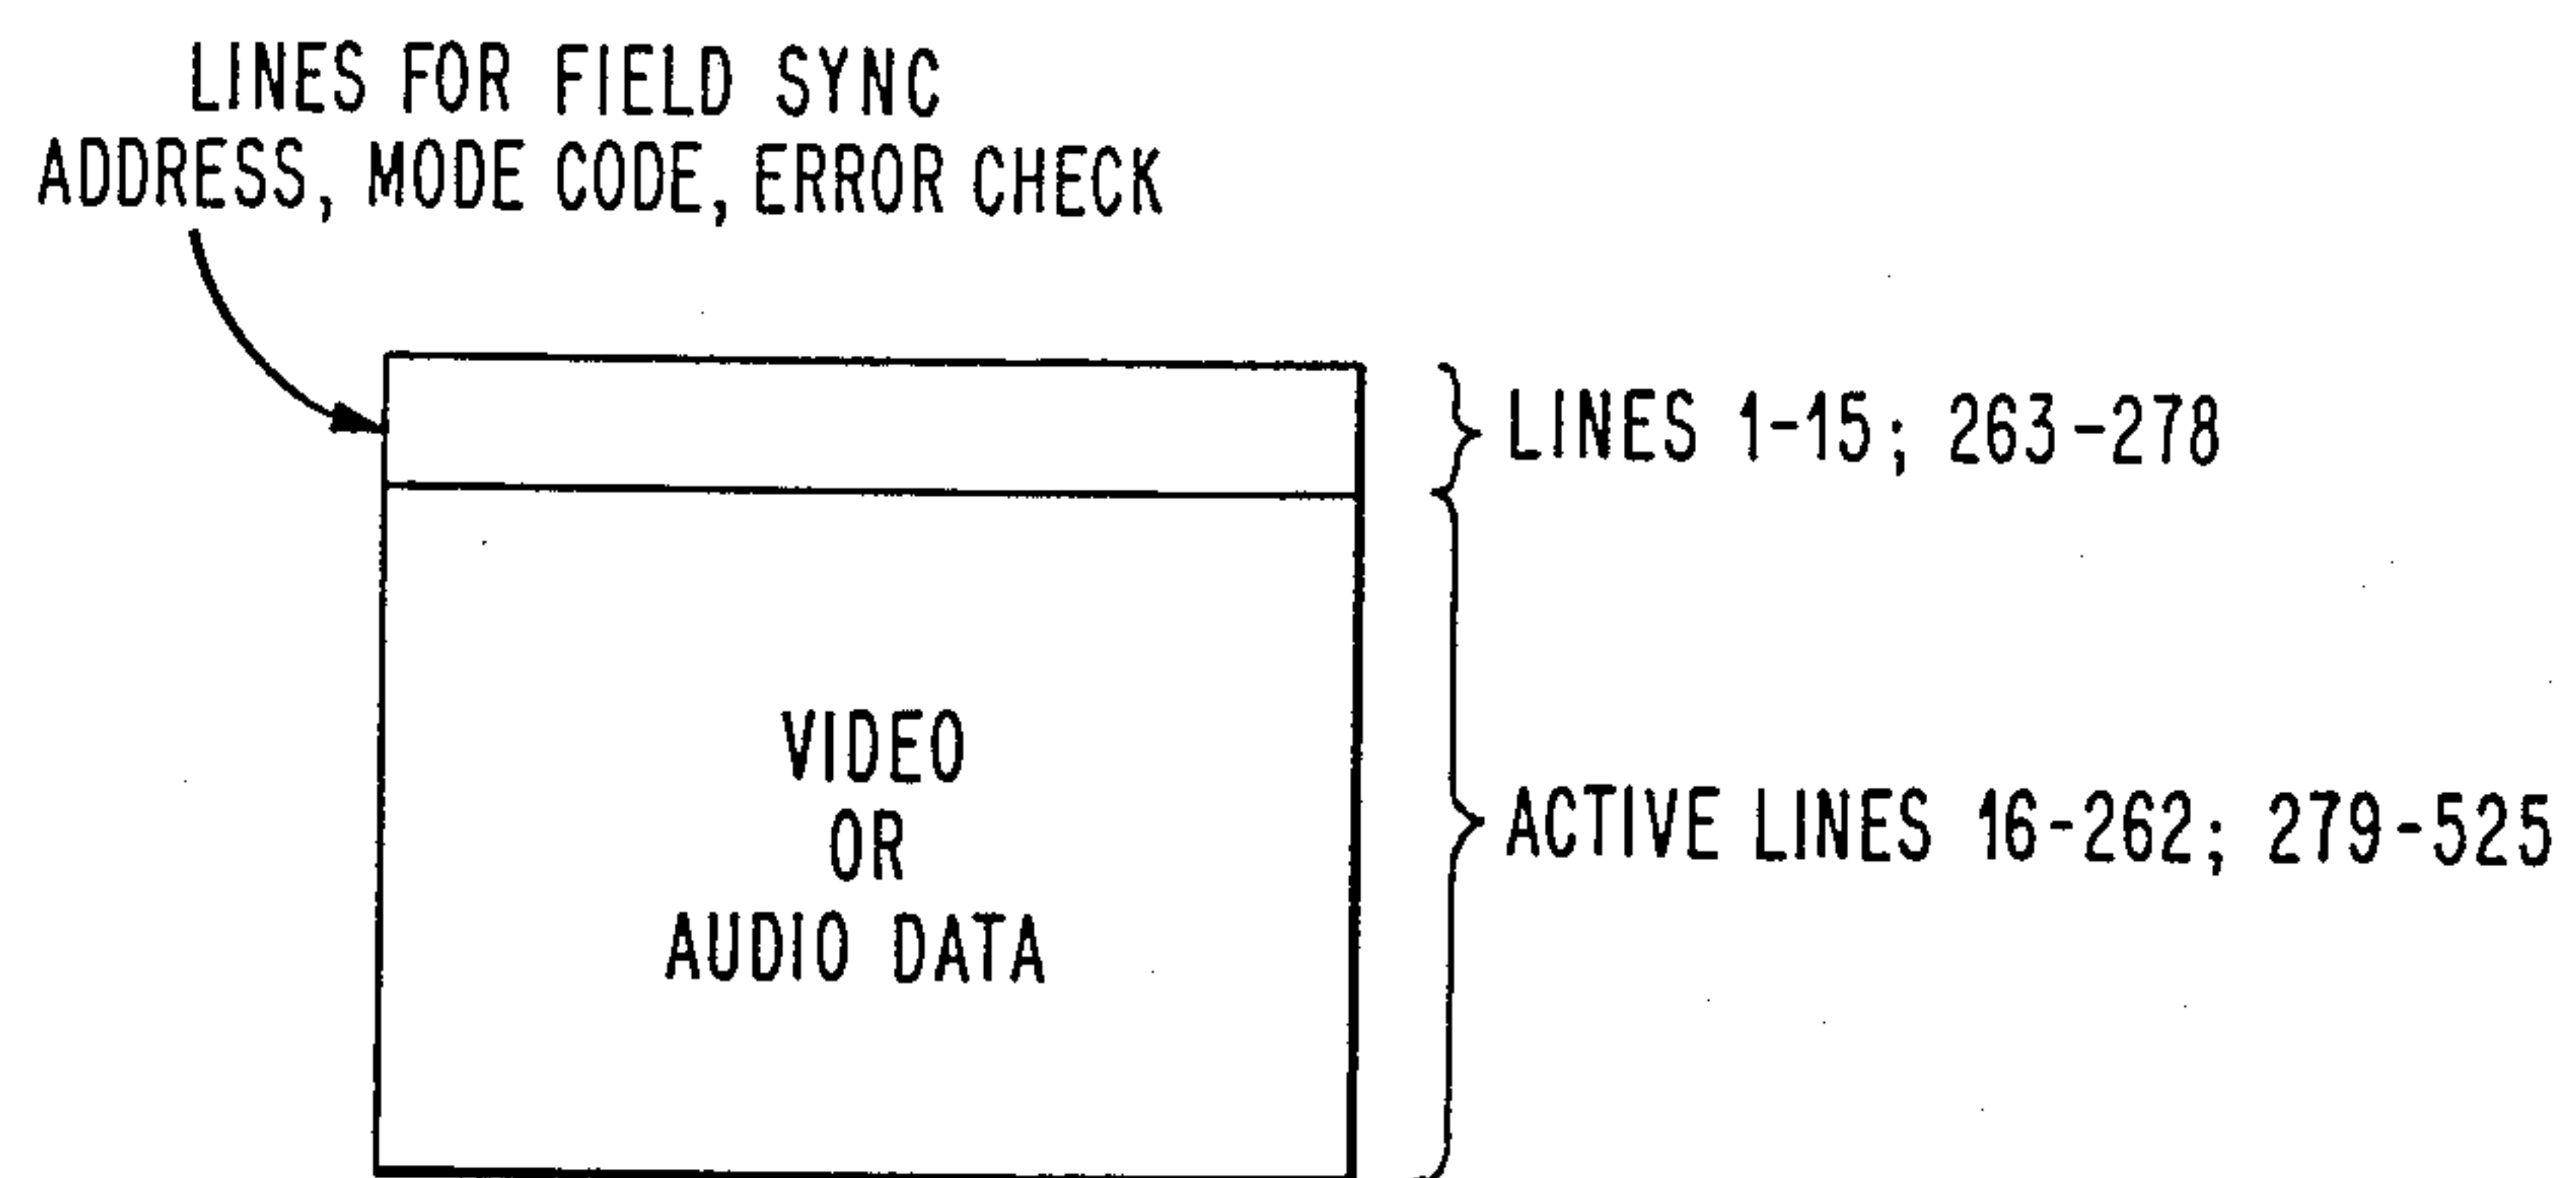 LINES FOR FIELD SYNC
ADDRESS, MODE CODE, ERROR CHECK
LINES 1-15; 263-278
VIDEO
OR
AUDIO DATA
ACTIVE LINES 16-262; 279-525